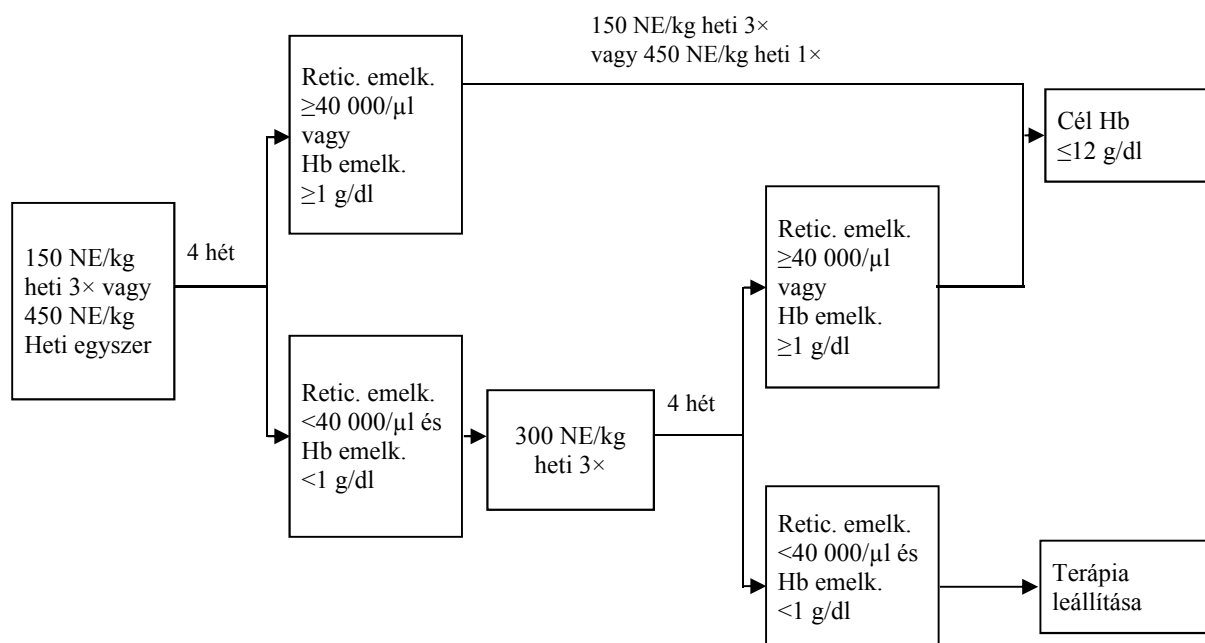 150 NE/kg
heti 3× vagy
450 NE/kg
Heti egyszer
4 hét
Retic. emelk.
≥40 000/µl
vagy
Hb emelk.
≥1 g/dl
150 NE/kg heti 3×
vagy 450 NE/kg heti 1×
Cél Hb
≤12 g/dl
Retic. emelk.
<40 000/µl és
Hb emelk.
<1 g/dl
300 NE/kg
heti 3×
4 hét
Retic. emelk.
≥40 000/µl
vagy
Hb emelk.
≥1 g/dl
Retic. emelk.
<40 000/µl és
Hb emelk.
<1 g/dl
Terápia
leállítása